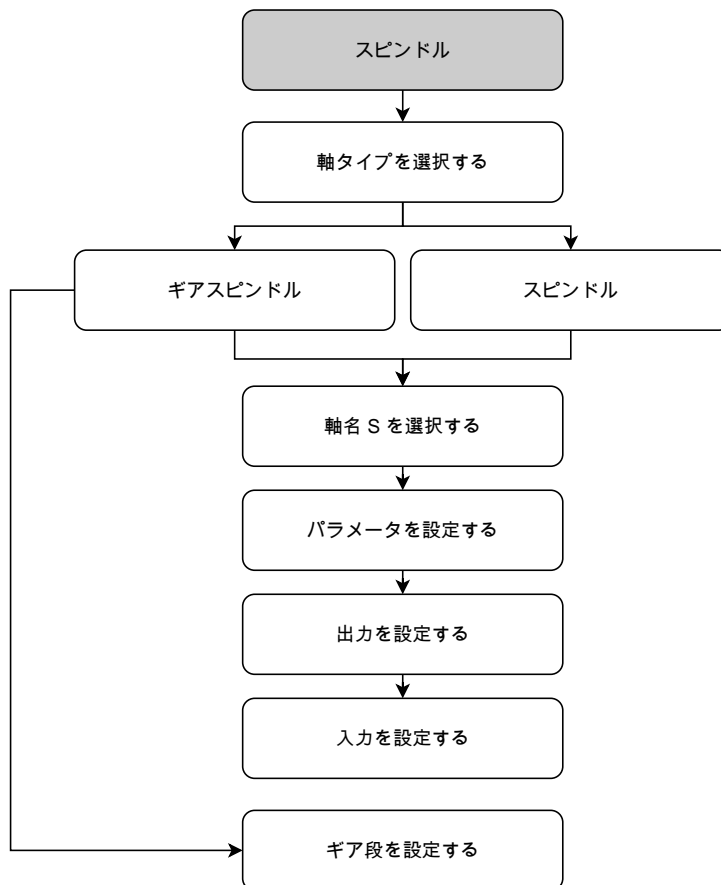 スピンドル
軸タイプを選択する
ギアスピンドル
スピンドル
軸名 S を選択する
パラメータを設定する
出力を設定する
入力を設定する
ギア段を設定する